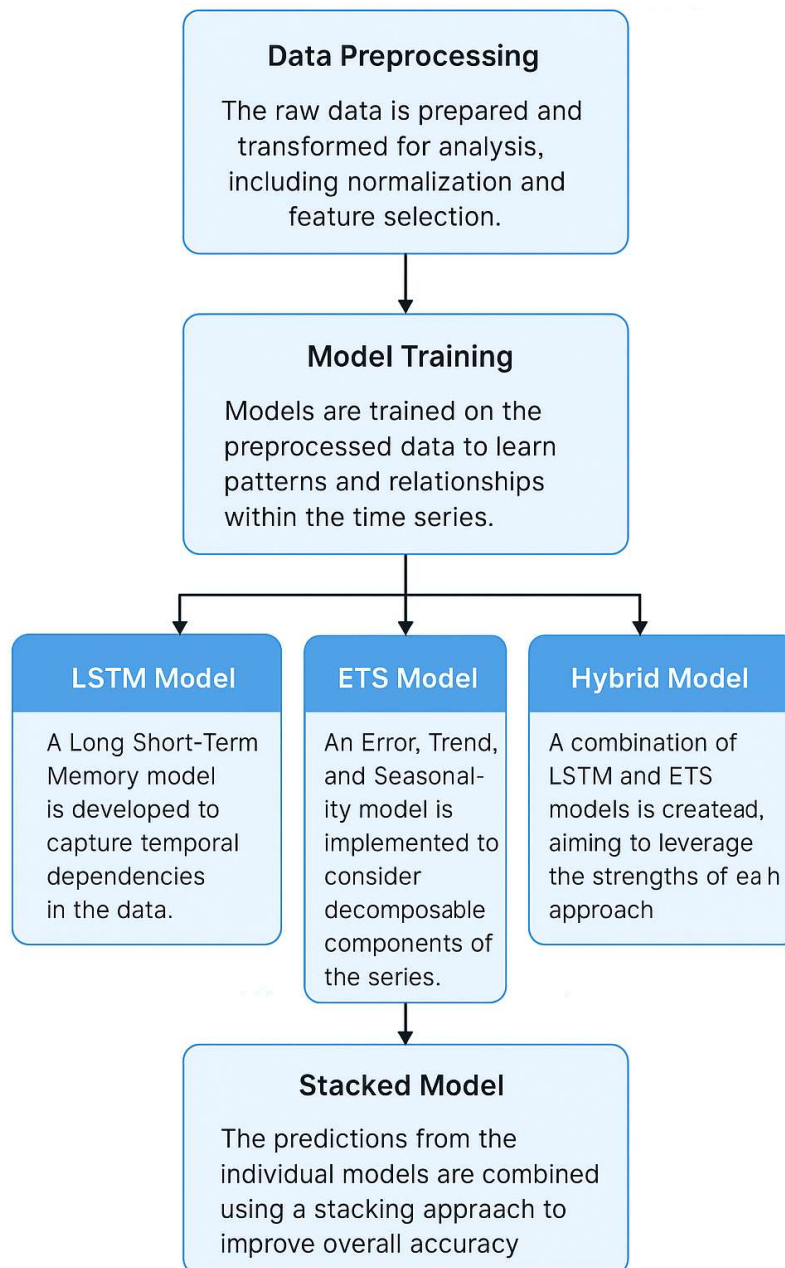 Data Preprocessing
The raw data is prepared and
transformed for analysis,
including normalization and
feature selection.
Model Training
Models are trained on the
preprocessed data to learn
patterns and relationships
within the time series.
LSTM Model
A Long Short-Term
Memory model
is developed to
capture temporal
dependencies
in the data.
ETS Model
An Error, Trend,
and Seasonal-
ity model is
implemented to
consider
decomposable
components of
the series.
Hybrid Model
A combination of
LSTM and ETS
models is createad,
aiming to leverage
the strengths of ea h
approach
Stacked Model
The predictions from the
individual models are combined
using a stacking appraach to
improve overall accuracy